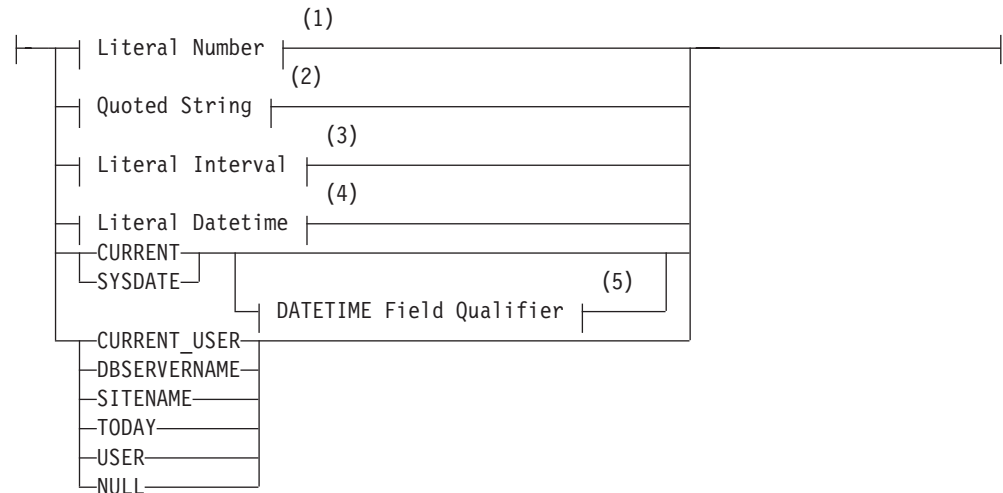 (1)
Literal Number
(2)
Quoted String
(3)
Literal Interval
(4)
Literal Datetime
CURRENT
SYSDATE
(5)
DATETIME Field Qualifier
CURRENT_USER
DBSERVERNAME
SITENAME
TODAY
USER
NULL